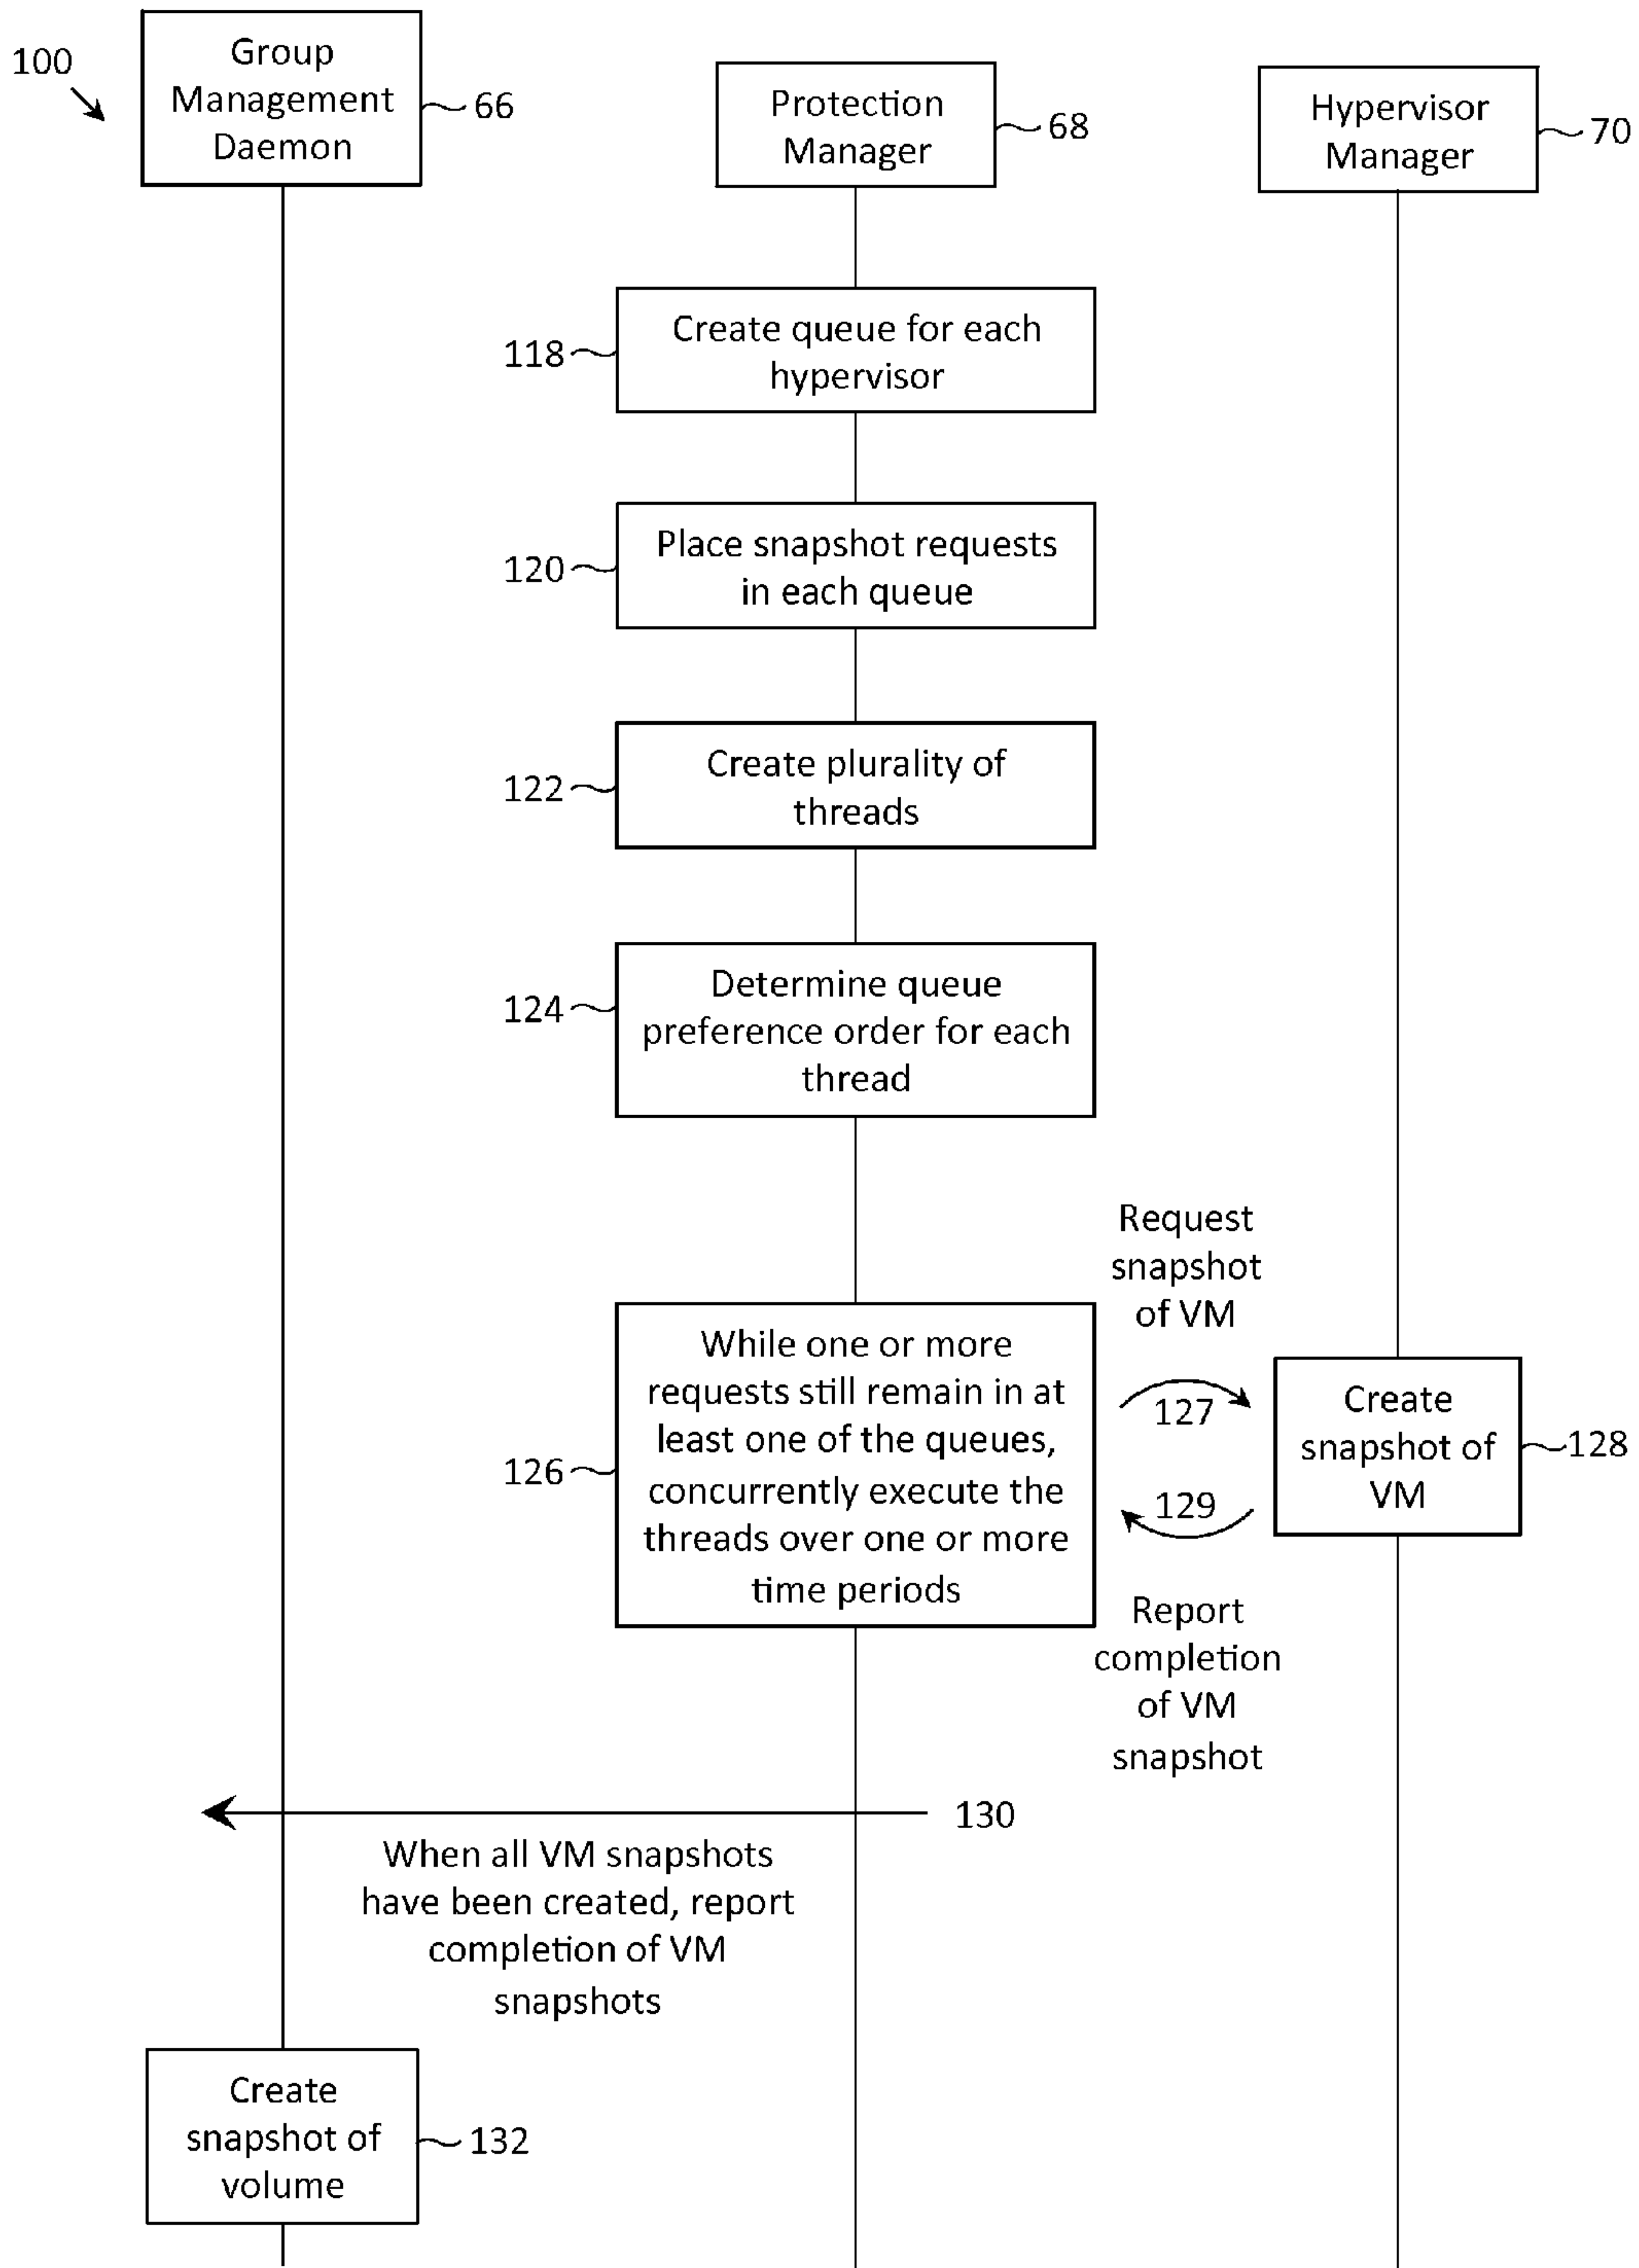 100
Group
Management
Daemon
66
Protection
Manager
68
Hypervisor
Manager
70
118
Create queue for each
hypervisor
120
Place snapshot requests
in each queue
122
Create plurality of
threads
124
Determine queue
preference order for each
thread
126
While one or more
requests still remain in at
least one of the queues,
concurrently execute the
threads over one or more
time periods
Request
snapshot
of VM
127
129
Report
completion
of VM
snapshot
Create
snapshot of
VM
128
130
When all VM snapshots
have been created, report
completion of VM
snapshots
Create
snapshot of
volume
132